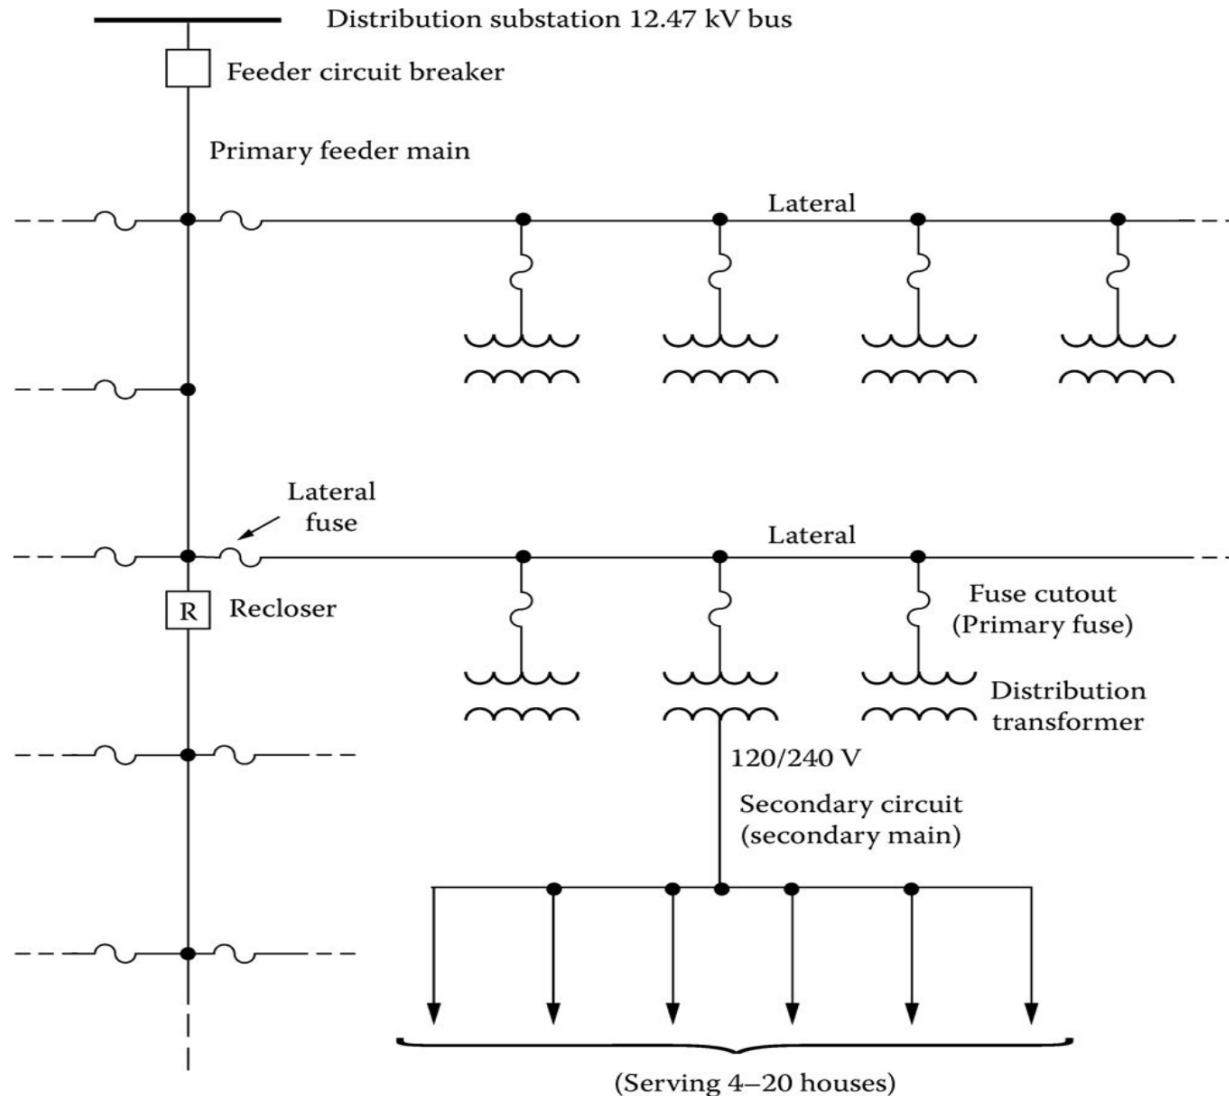 Distribution substation 12.47 kV bus
Feeder circuit breaker
Primary feeder main
Lateral
Lateral
fuse
Lateral
R
Recloser
Fuse cutout
(Primary fuse)
Distribution
transformer
120/240 V
Secondary circuit
(secondary main)
(Serving 4–20 houses)